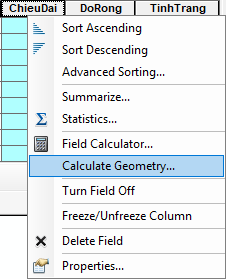 ChieuDai DoRong TinhTrang
Sort Ascending
Sort Descending
Advanced Sorting...
Summarize...
Statistics...
Field Calculator...
Calculate Geometry...
Turn Field Off
Freeze/Unfreeze Column
Delete Field
Properties...